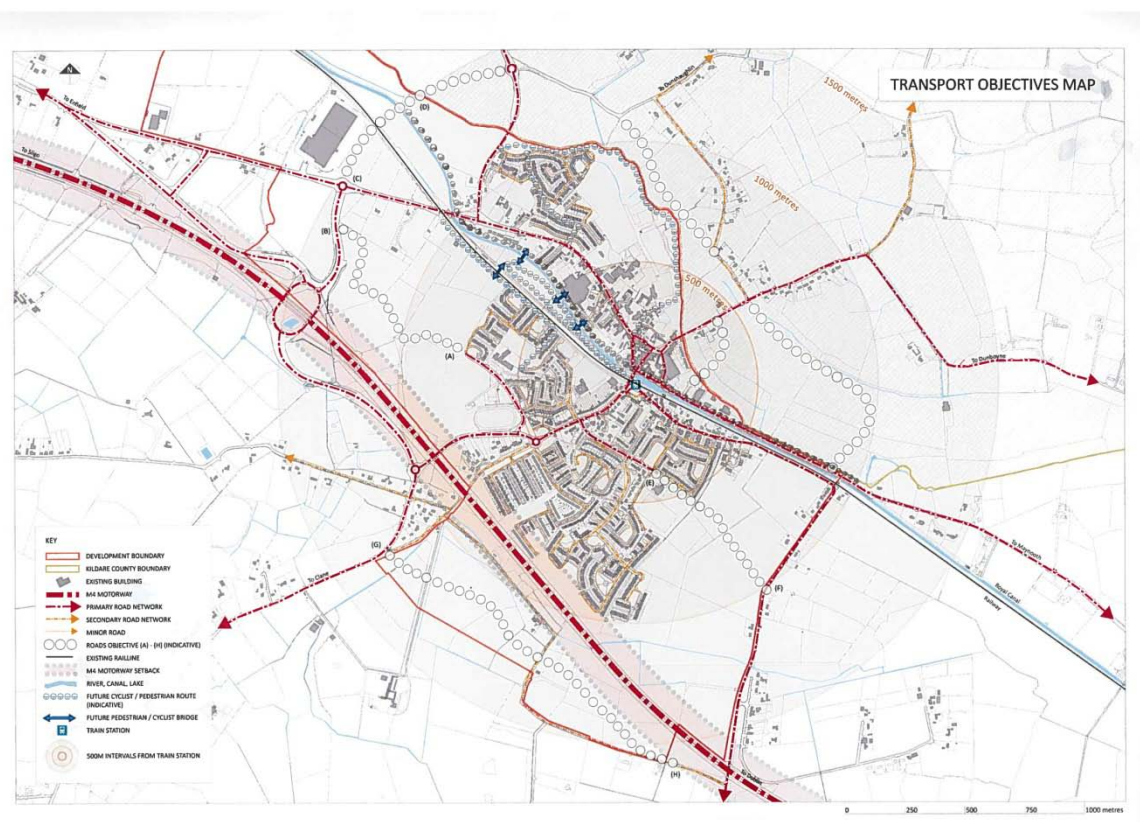 TRANSPORT OBJECTIVES MAP
N
To Enfield
To Sligo
To Dunshaughlin
1500 metres
1000 metres
500 metres
(D)
(C)
(B)
(A)
(E)
(F)
(G)
(H)
To Dunboyne
To Maynooth
Royal Canal
Railway
To Clane
To Dublin
KEY
DEVELOPMENT BOUNDARY
KILDARE COUNTY BOUNDARY
EXISTING BUILDING
M4 MOTORWAY
PRIMARY ROAD NETWORK
SECONDARY ROAD NETWORK
MINOR ROAD
ROADS OBJECTIVE (A) - (H) (INDICATIVE)
EXISTING RAILLINE
M4 MOTORWAY SETBACK
RIVER, CANAL, LAKE
FUTURE CYCLIST / PEDESTRIAN ROUTE
(INDICATIVE)
FUTURE PEDESTRIAN / CYCLIST BRIDGE
TRAIN STATION
500M INTERVALS FROM TRAIN STATION
0 250 500 750 1000 metres